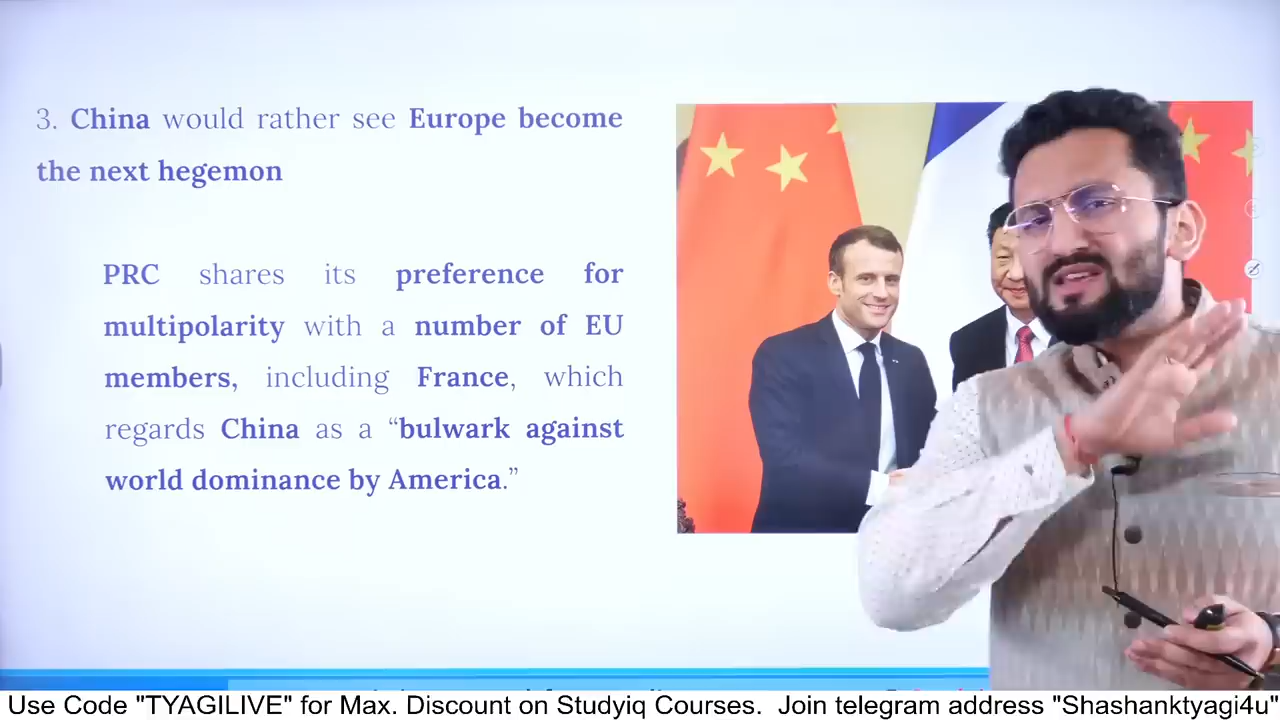 3. China would rather see Europe become
the next hegemon
PRC shares its preference for
multipolarity with a number of EU
members, including France, which
regards China as a “bulwark against
world dominance by America.”
Use Code "TYAGILIVE" for Max. Discount on Studyiq Courses. Join telegram address "Shashanktyagi4u"